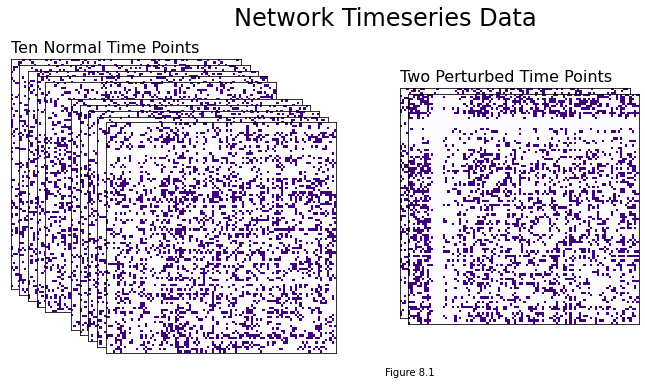 Network Timeseries Data
Ten Normal Time Points
Two Perturbed Time Points
Figure 8.1